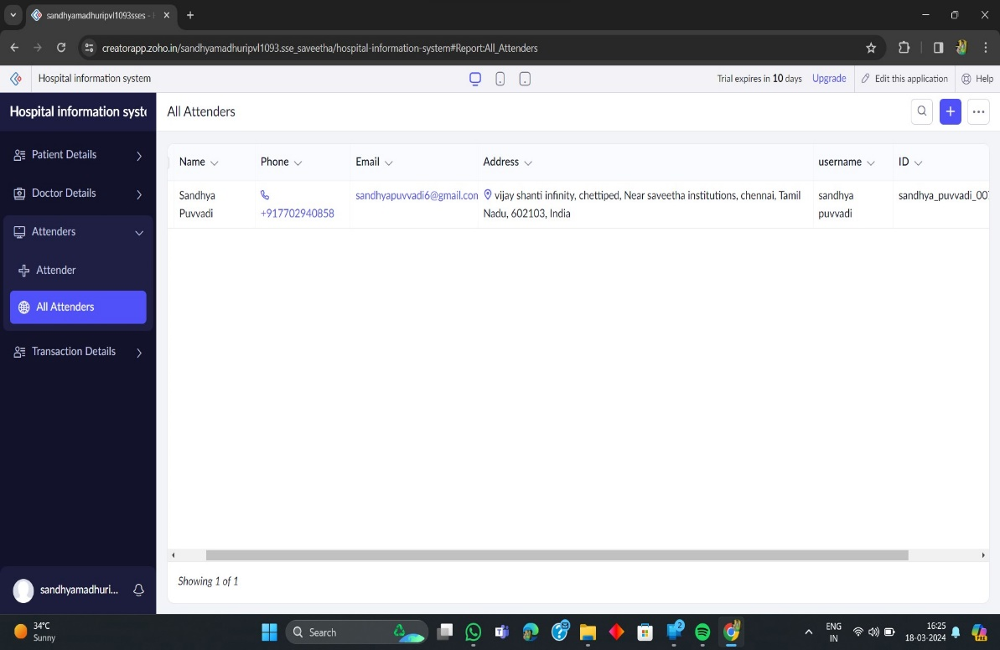 sandhyamadhuripvl1093sses -
creatorapp.zoho.in/sandhyamadhuripvl1093.sse_saveetha/hospital-information-system#Report:All_Attenders
Hospital information system
Trial expires in 10 days Upgrade Edit this application Help
Hospital information syste
All Attenders
Patient Details
Doctor Details
Attenders
Attender
All Attenders
Transaction Details
Name Phone Email Address username ID
Sandhya sandhyapuvvadi6@gmail.con vijay shanti infinity, chettiped, Near saveetha institutions, chennai, Tamil sandhya sandhya_puvvadi_00
Puvvadi +917702940858 Nadu, 602103, India puvvadi
Showing 1 of 1
sandhyamadhuri...
34°C
Sunny
Search
2
ENG
IN
16:25
18-03-2024
PRE